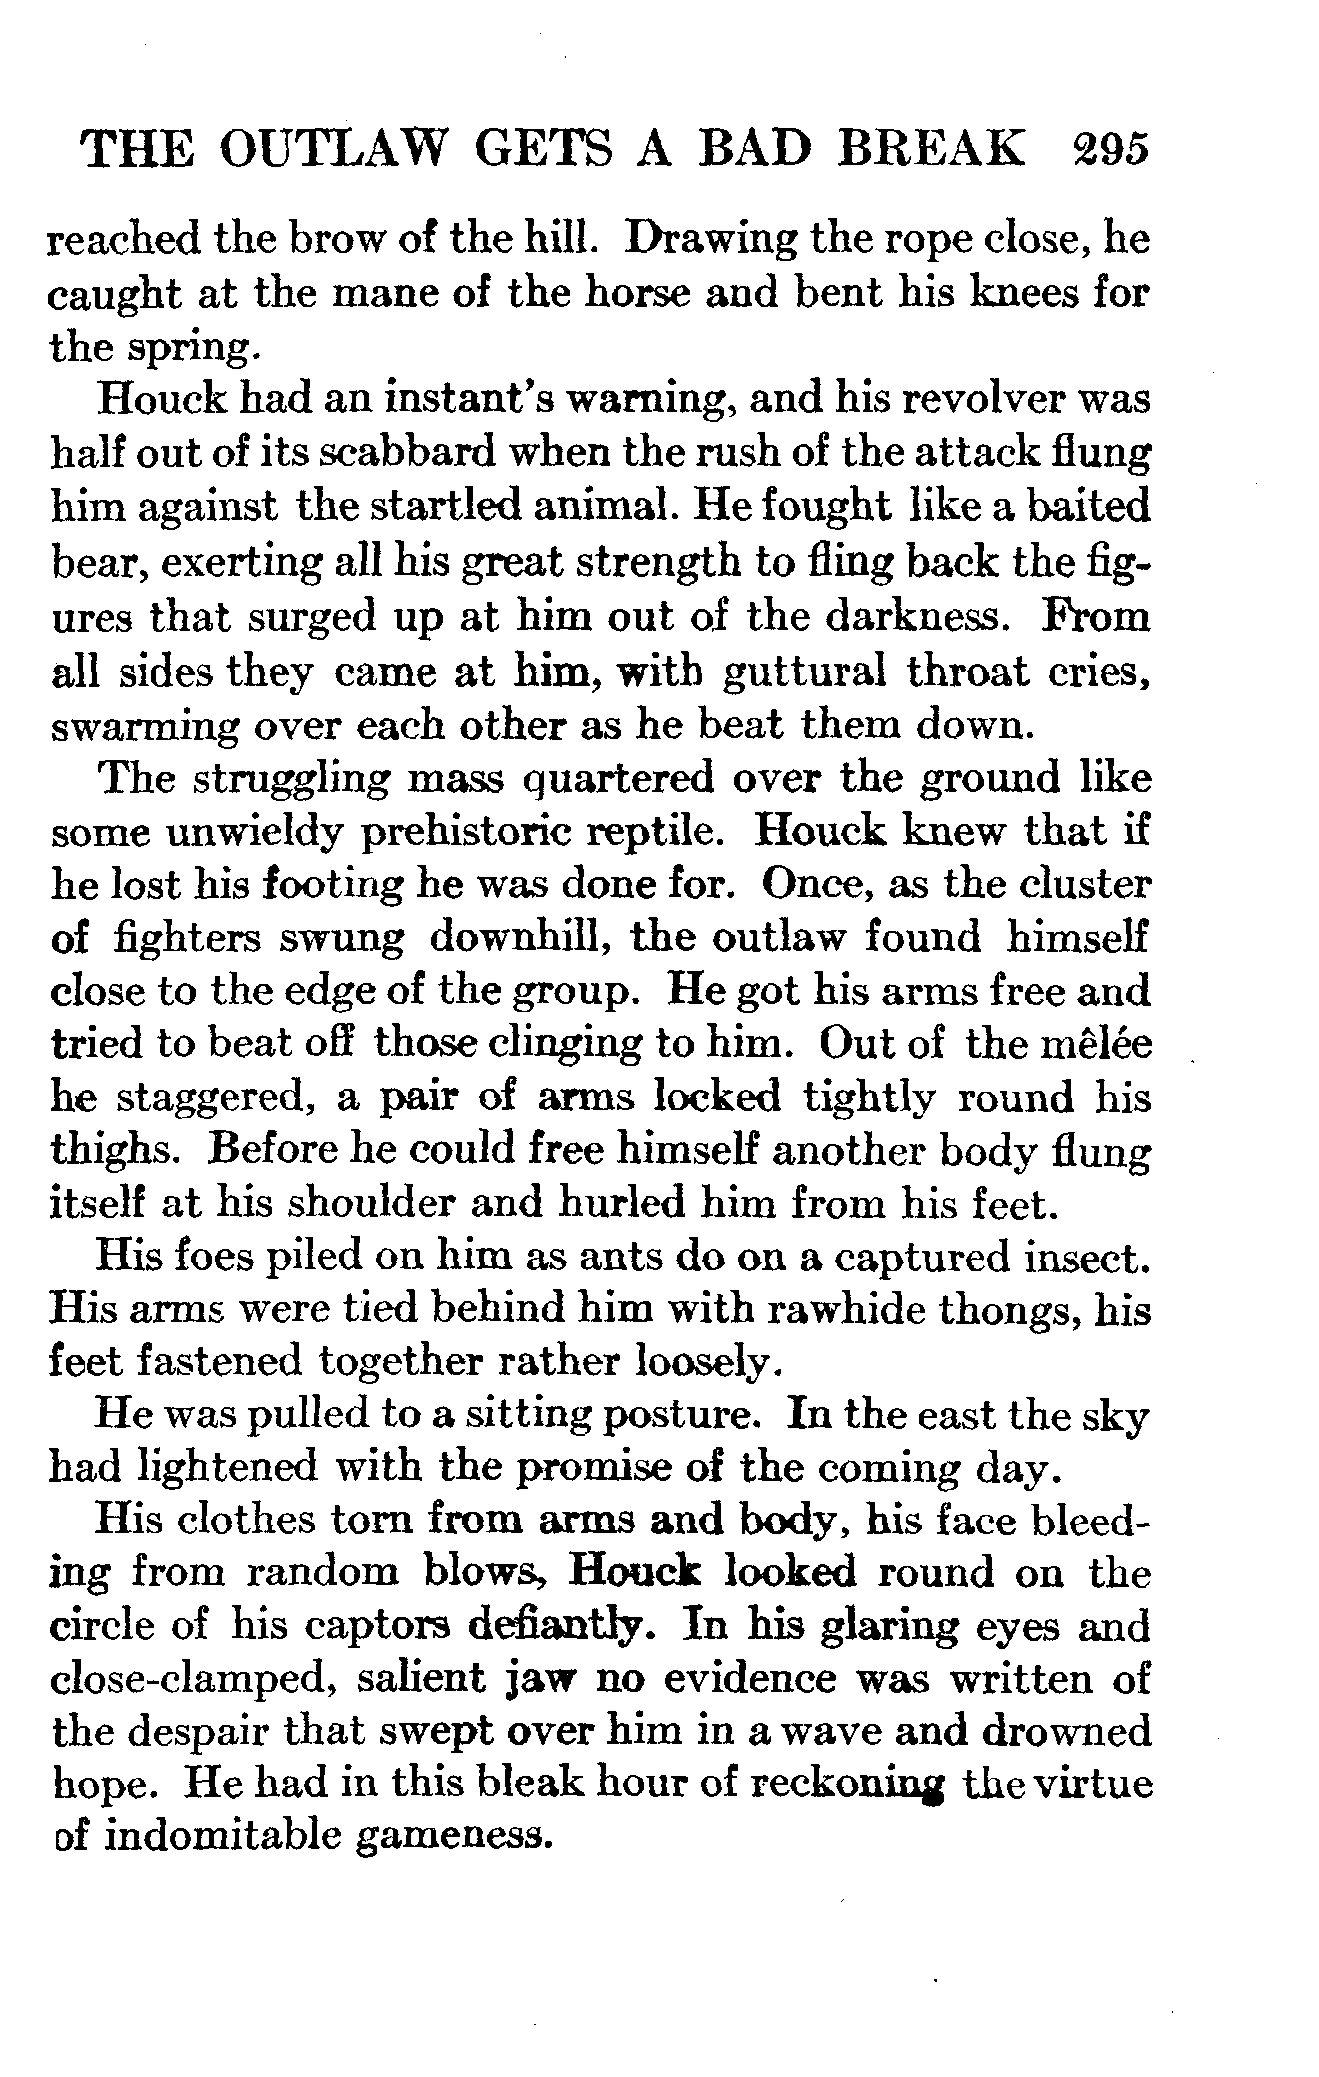 THE OUTLAW GETS A BAD BREAK 295
reached the brow of the hill. Drawing the rope close, he
caught at the mane of the horse and bent his knees for
the spring.
Houck had an instant's warning, and his revolver was
half out of its scabbard when the rush of the attack flung
him against the startled animal. He fought like a baited
bear, exerting all his great strength to fling back the fig-
ures that surged up at him out of the darkness. From
all sides they came at him, with guttural throat cries,
swarming over each other as he beat them down.
The struggling mass quartered over the ground like
some unwieldy prehistoric reptile. Houck knew that if
he lost his footing he was done for. Once, as the cluster
of fighters swung downhill, the outlaw found himself
close to the edge of the group. He got his arms free and
tried to beat off those clinging to him. Out of the mêlée
he staggered, a pair of arms locked tightly round his
thighs. Before he could free himself another body flung
itself at his shoulder and hurled him from his feet.
His foes piled on him as ants do on a captured insect.
His arms were tied behind him with rawhide thongs, his
feet fastened together rather loosely.
He was pulled to a sitting posture. In the east the sky
had lightened with the promise of the coming day.
His clothes torn from arms and body, his face bleed-
ing from random blows, Houck looked round on the
circle of his captors defiantly. In his glaring eyes and
close-clamped, salient jaw no evidence was written of
the despair that swept over him in a wave and drowned
hope. He had in this bleak hour of reckoning the virtue
of indomitable gameness.